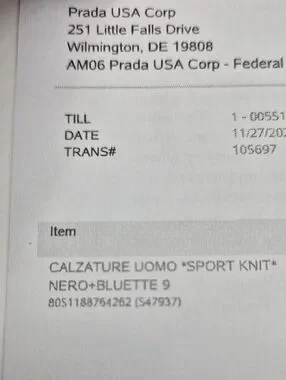 Prada USA Corp
251 Little Falls Drive
Wilmington, DE 19808
AM06 Prada USA Corp - Federal
TILL 1 - 00551
DATE 11/27/202
TRANS# 105697
Item
CALZATURE UOMO *SPORT KNIT*
NERO+BLUETTE 9
8051188764262 (S47937)